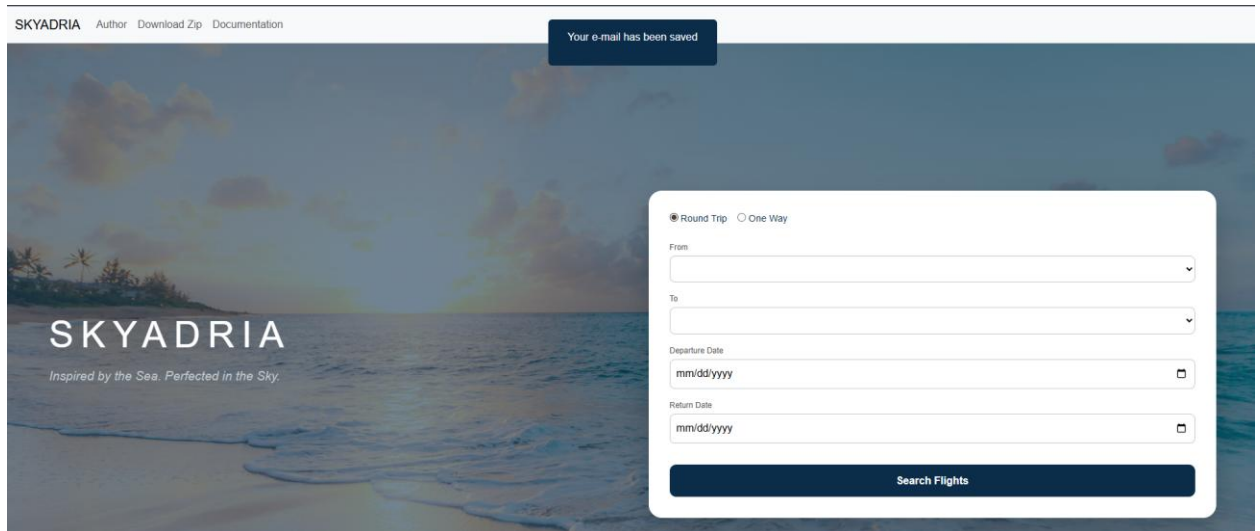 SKYADRIA Author Download Zip Documentation
Your e-mail has been saved
SKYADRIA
Inspired by the Sea. Perfected in the Sky.
Round Trip One Way
From
To
Departure Date
mm/dd/yyyy
Return Date
mm/dd/yyyy
Search Flights